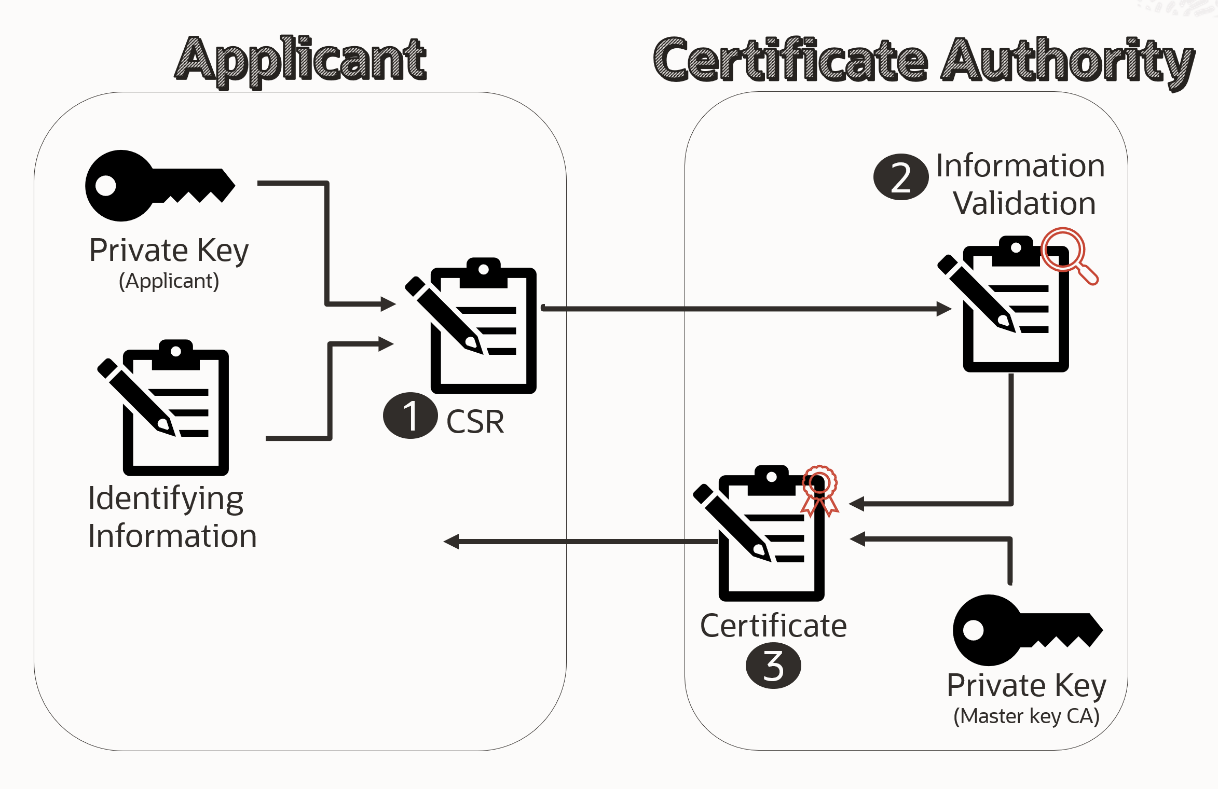 Applicant
Certificate Authority
Private Key
(Applicant)
Identifying
Information
1 CSR
2 Information
Validation
Certificate
3
Private Key
(Master key CA)